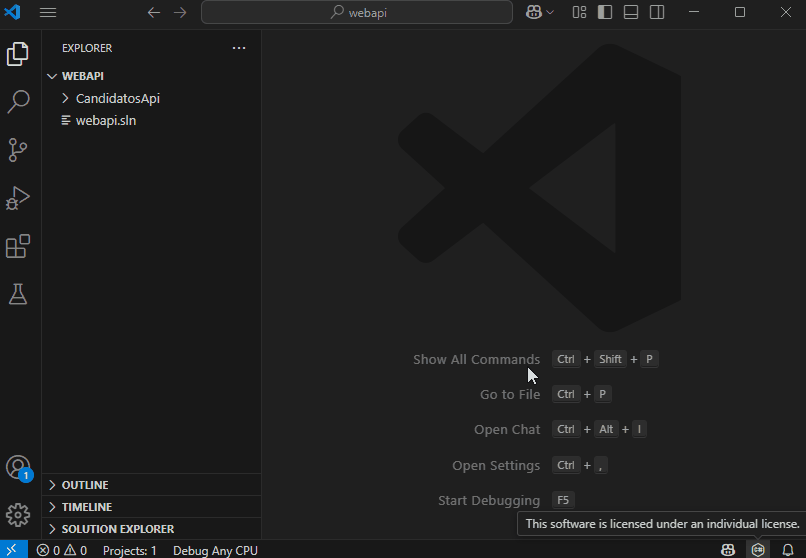 webapi
EXPLORER
WEBAPI
CandidatosApi
webapi.sln
Show All Commands Ctrl + Shift + P
Go to File Ctrl + P
Open Chat Ctrl + Alt + I
Open Settings Ctrl + ,
Start Debugging F5
1
OUTLINE
TIMELINE
SOLUTION EXPLORER
This software is licensed under an individual license.
0 0 Projects: 1 Debug Any CPU
C#